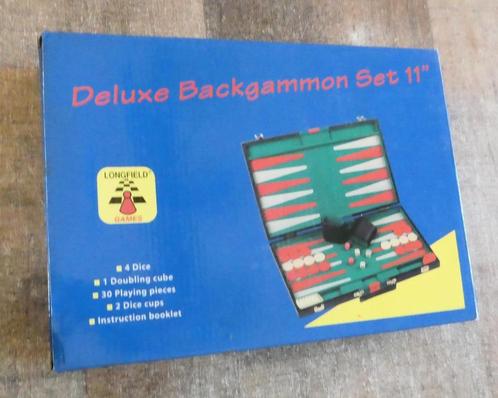 Deluxe Backgammon Set 11"
LONGFIELD
GAMES
4 Dice
1 Doubling cube
30 Playing pieces
2 Dice cups
Instruction booklet